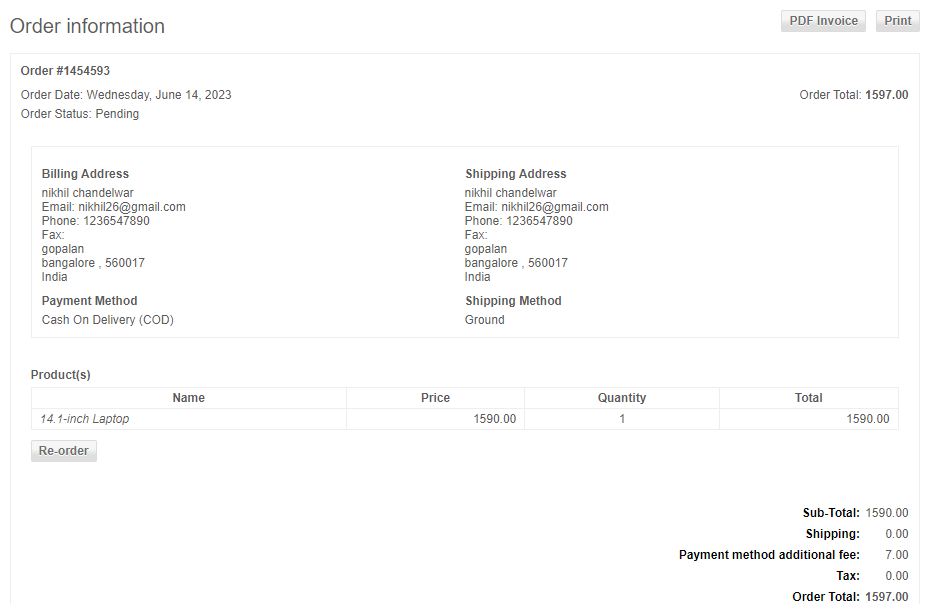 Order information
PDF Invoice
Print
Order #1454593
Order Date: Wednesday, June 14, 2023
Order Total: 1597.00
Order Status: Pending
Billing Address
nikhil chandelwar
Email: nikhil26@gmail.com
Phone: 1236547890
Fax:
gopalan
bangalore , 560017
India
Payment Method
Cash On Delivery (COD)
Shipping Address
nikhil chandelwar
Email: nikhil26@gmail.com
Phone: 1236547890
Fax:
gopalan
bangalore , 560017
India
Shipping Method
Ground
Product(s)
Name Price Quantity Total
14.1-inch Laptop 1590.00 1 1590.00
Re-order
Sub-Total: 1590.00
Shipping: 0.00
Payment method additional fee: 7.00
Tax: 0.00
Order Total: 1597.00